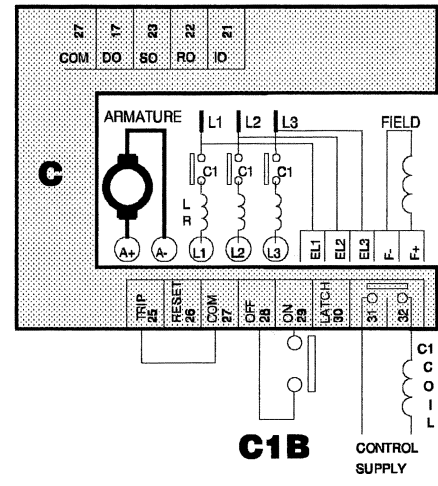 27 17 23 22 21
COM DO SO RO IO
ARMATURE L1 L2 L3 FIELD
C
C1 C1 C1
L
R
A+ A- L1 L2 L3 EL1 EL2 EL3 F- F+
TRIP 25
RESET 26
COM 27
OFF 28
ON 29
LATCH 30
31
32
C1
C
O
I
L
C1B
CONTROL
SUPPLY